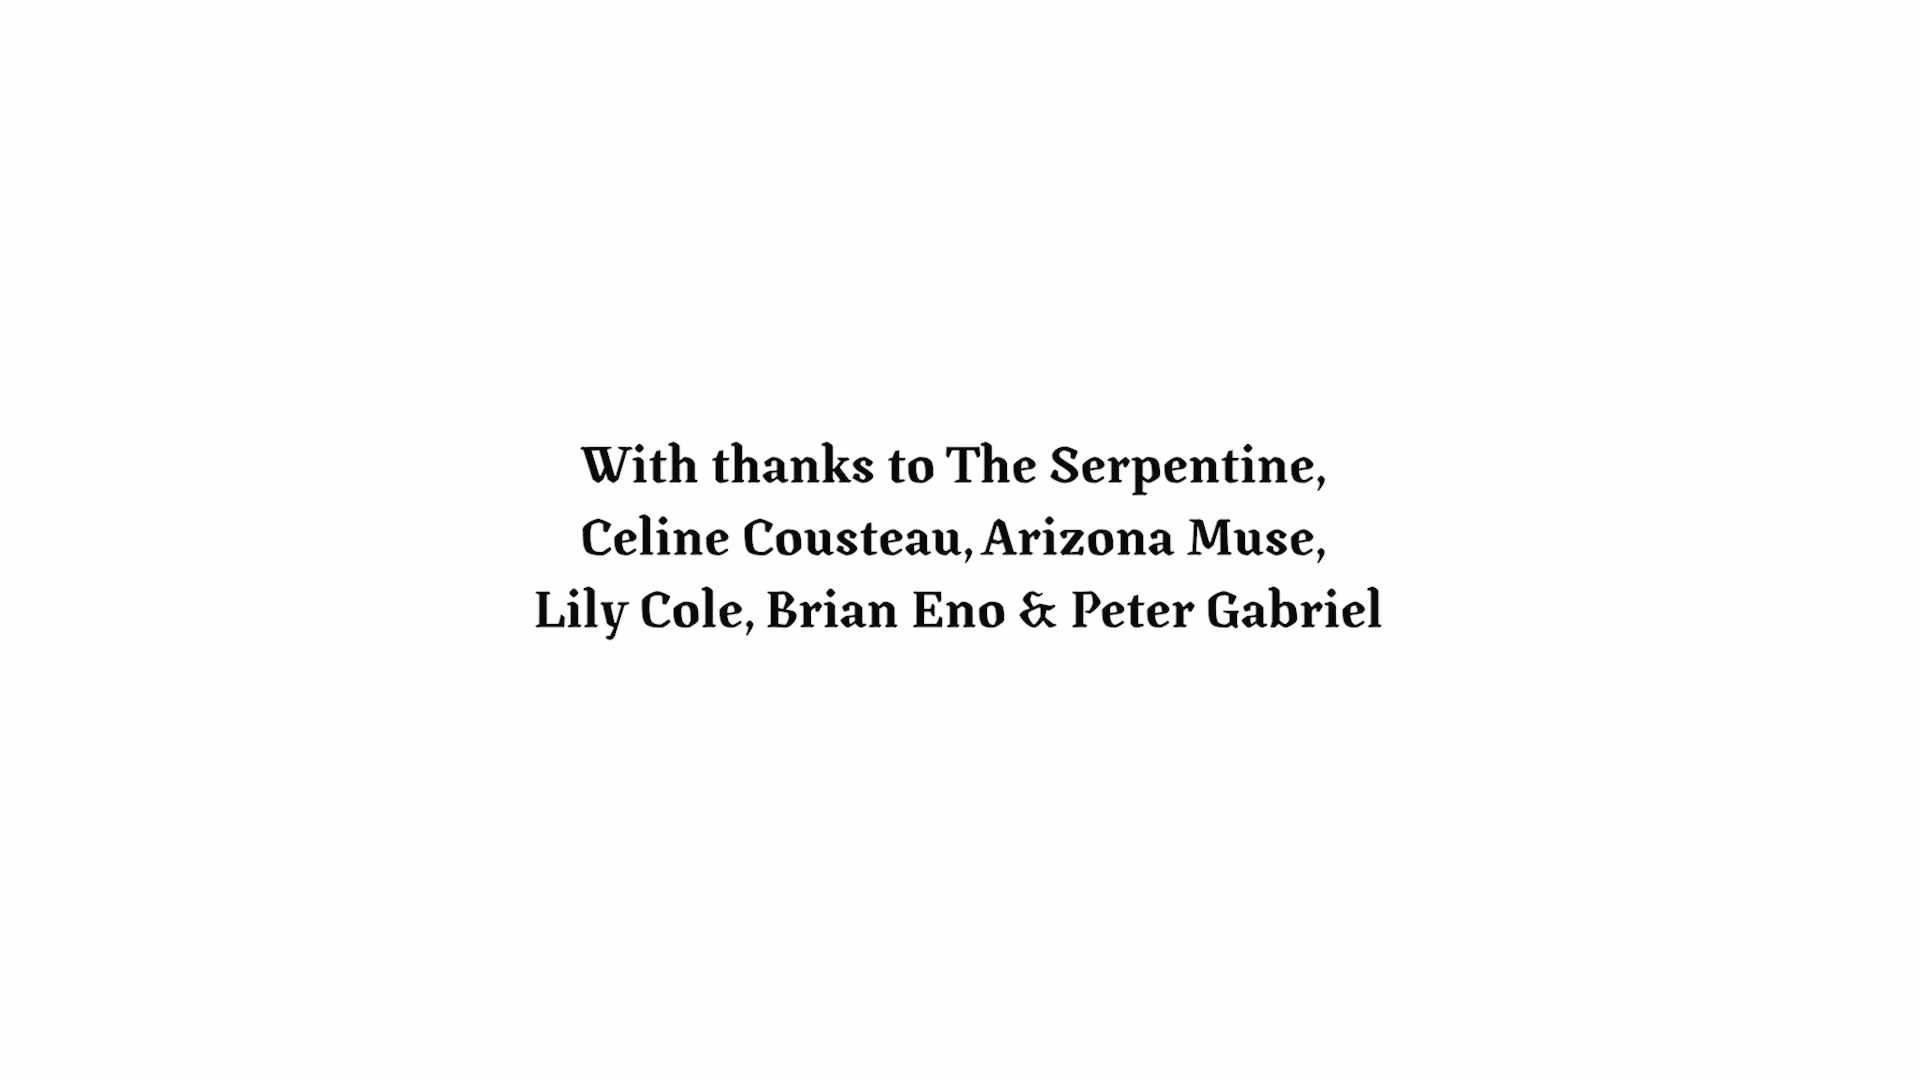 With thanks to The Serpentine,
Celine Cousteau, Arizona Muse,
Lily Cole, Brian Eno & Peter Gabriel